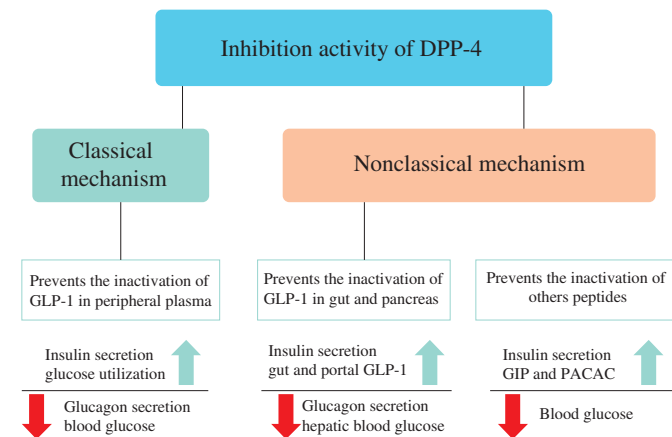 Inhibition activity of DPP-4
Classical
mechanism
Nonclassical mechanism
Prevents the inactivation of
GLP-1 in peripheral plasma
Prevents the inactivation of
GLP-1 in gut and pancreas
Prevents the inactivation of
others peptides
Insulin secretion
glucose utilization
Insulin secretion
gut and portal GLP-1
Insulin secretion
GIP and PACAC
Glucagon secretion
blood glucose
Glucagon secretion
hepatic blood glucose
Blood glucose